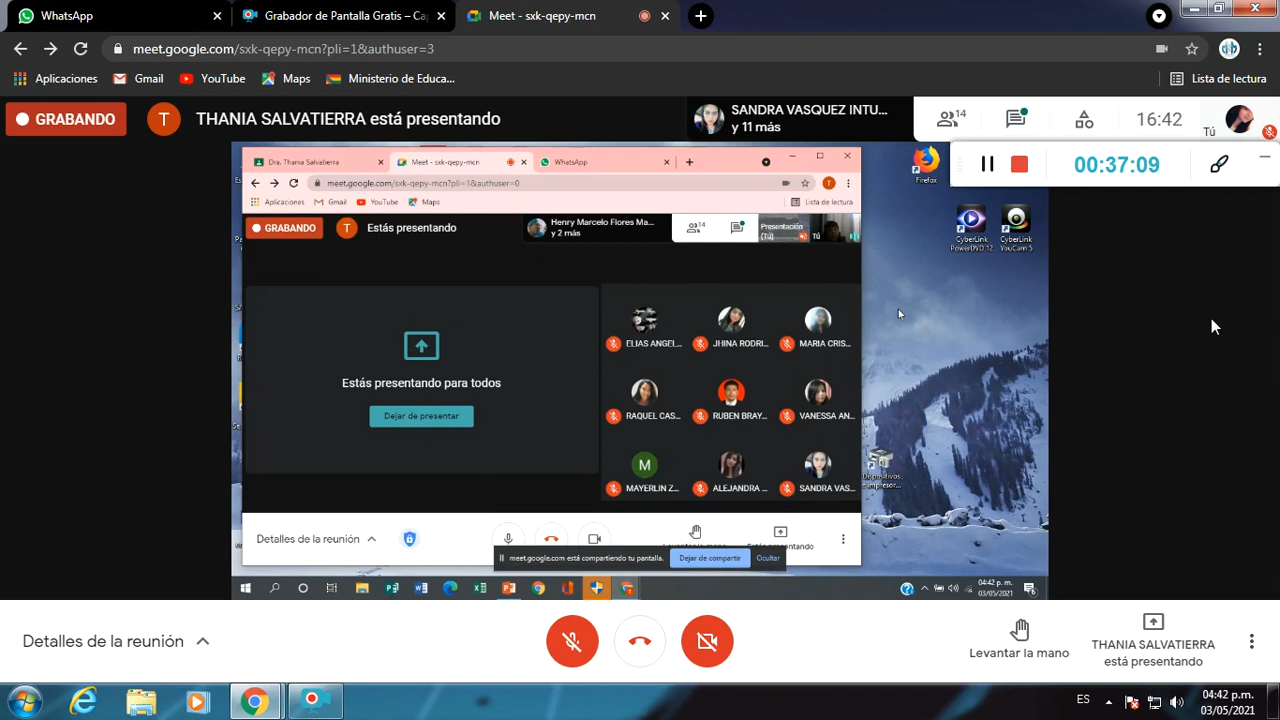 WhatsApp
Grabador de Pantalla Gratis – Ca
Meet - sxk-qepy-mcn
meet.google.com/sxk-qepy-mcn?pli=1&authuser=3
Aplicaciones
Gmail
YouTube
Maps
Ministerio de Educa...
Lista de lectura
GRABANDO
T
THANIA SALVATIERRA está presentando
SANDRA VASQUEZ INTU...
y 11 más
14
16:42
Tú
00:37:09
Dra. Thania Salvatierra
Meet - sxk-qepy-mcn
WhatsApp
meet.google.com/sxk-qepy-mcn?pli=1&authuser=0
T
Aplicaciones
Gmail
YouTube
Maps
Lista de lectura
GRABANDO
T
Estás presentando
Henry Marcelo Flores Ma...
y 2 más
14
Presentación
(Tú)
Tú
Firefox
CyberLink
PowerDVD 12
CyberLink
YouCam 5
Estás presentando para todos
Dejar de presentar
ELIAS ANGEL...
JHINA RODRI...
MARIA CRIS...
RAQUEL CAS...
RUBEN BRAY...
VANESSA AN...
M
MAYERLIN Z...
ALEJANDRA ...
SANDRA VAS...
Dispositivos
e impresor...
Detalles de la reunión
meet.google.com está compartiendo tu pantalla.
Dejar de compartir
Ocultar
04:42 p. m.
03/05/2021
Detalles de la reunión
Levantar la mano
THANIA SALVATIERRA
está presentando
ES
04:42 p.m.
03/05/2021